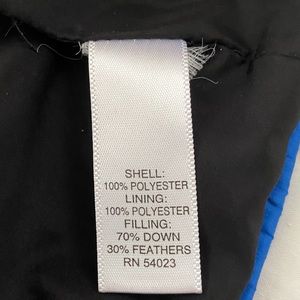 SHELL:
100% POLYESTER
LINING:
100% POLYESTER
FILLING:
70% DOWN
30% FEATHERS
RN 54023